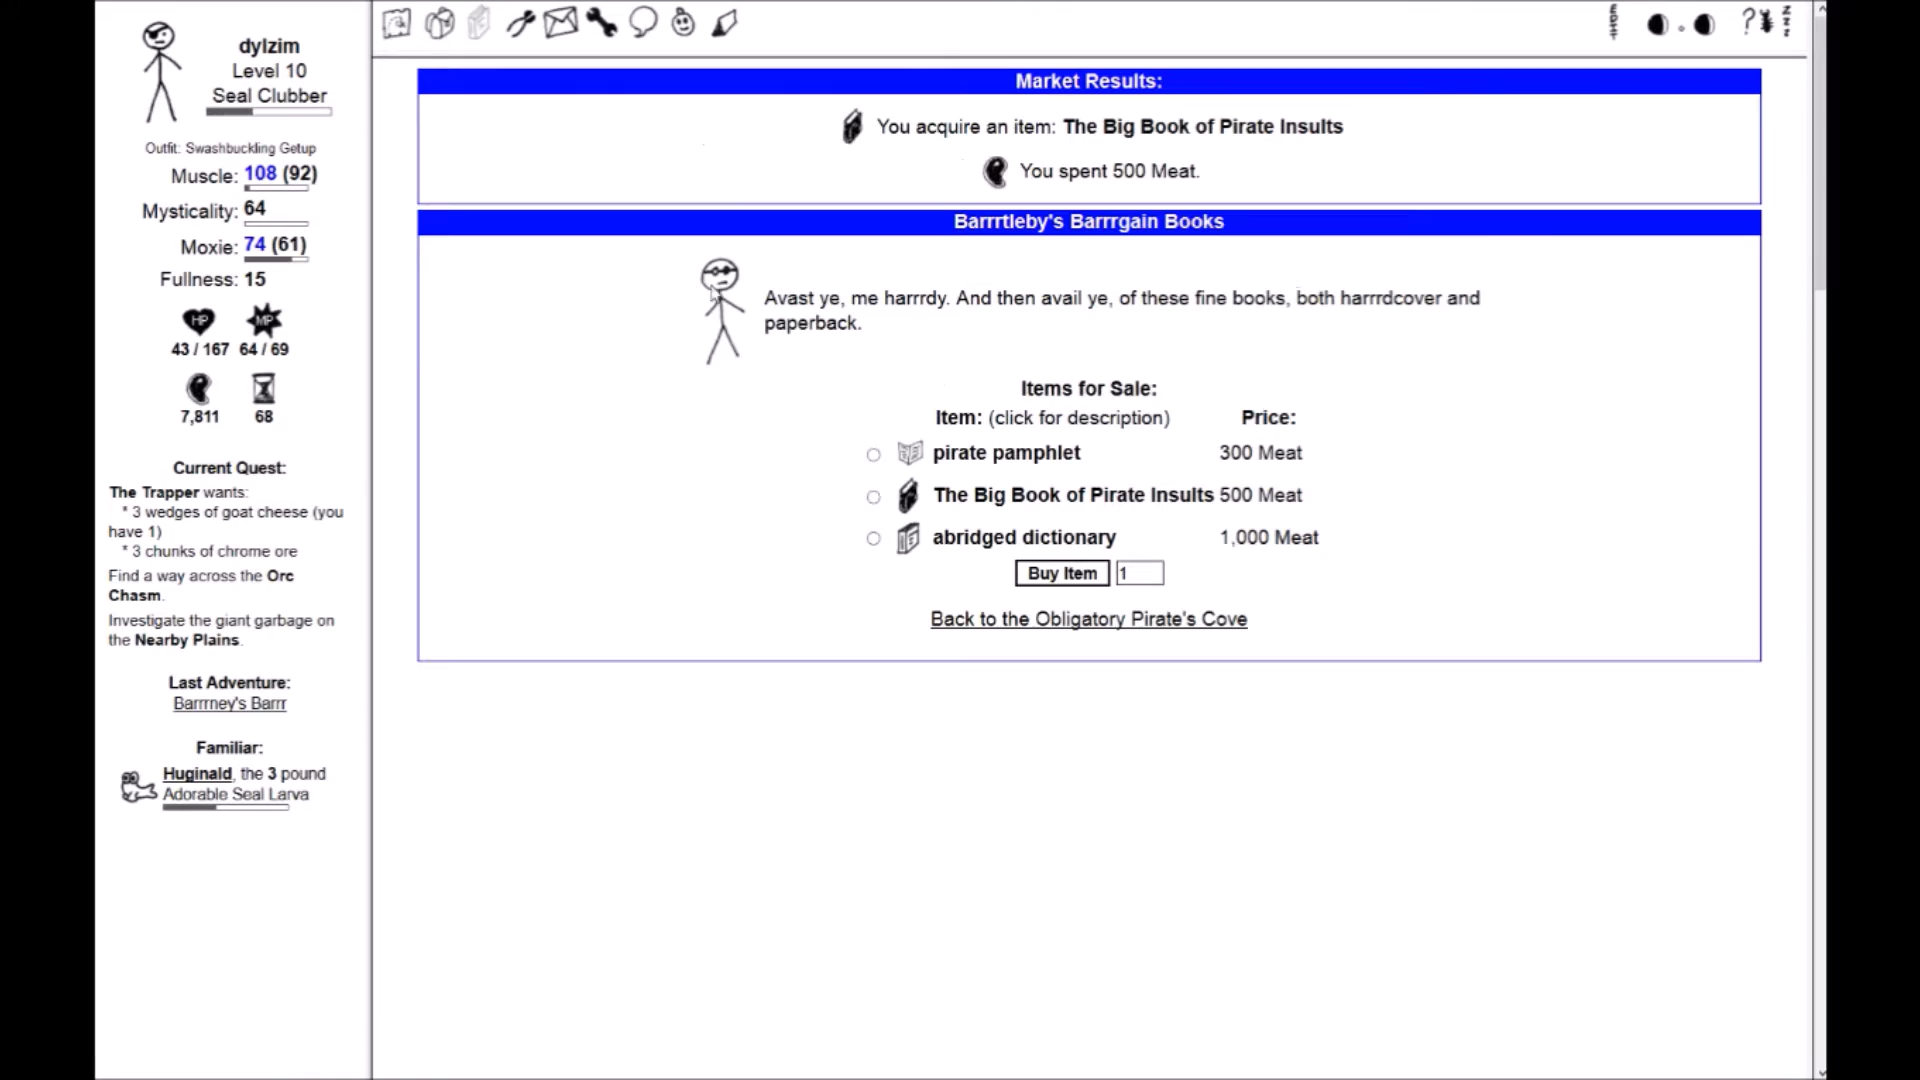 dylzim
Level 10
Seal Clubber
Outfit: Swashbuckling Getup
Muscle: 108 (92)
Mysticality: 64
Moxie: 74 (61)
Fullness: 15
HP MP
43 / 167 64 / 69
7,811 68
Current Quest:
The Trapper wants:
* 3 wedges of goat cheese (you
have 1)
* 3 chunks of chrome ore
Find a way across the Orc
Chasm.
Investigate the giant garbage on
the Nearby Plains.
Last Adventure:
Barrrney's Barrr
Familiar:
Huginald, the 3 pound
Adorable Seal Larva
Market Results:
You acquire an item: The Big Book of Pirate Insults
You spent 500 Meat.
Barrrtleby's Barrrgain Books
Avast ye, me harrrdy. And then avail ye, of these fine books, both harrrdcover and
paperback.
Items for Sale:
Item: (click for description) Price:
pirate pamphlet 300 Meat
The Big Book of Pirate Insults 500 Meat
abridged dictionary 1,000 Meat
Buy Item 1
Back to the Obligatory Pirate's Cove